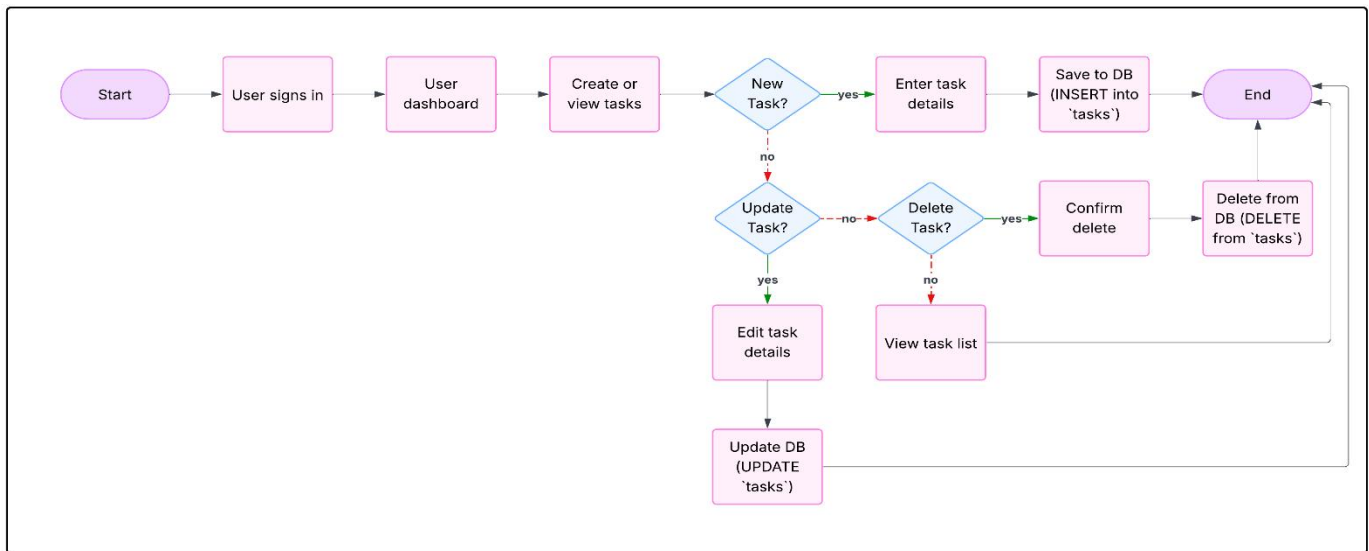 Start
User signs in
User
dashboard
Create or
view tasks
New
Task?
yes
Enter task
details
Save to DB
(INSERT into
`tasks`)
End
no
Update
Task?
no
Delete
Task?
yes
Confirm
delete
Delete from
DB (DELETE
from `tasks`)
yes
no
Edit task
details
View task list
Update DB
(UPDATE
`tasks`)